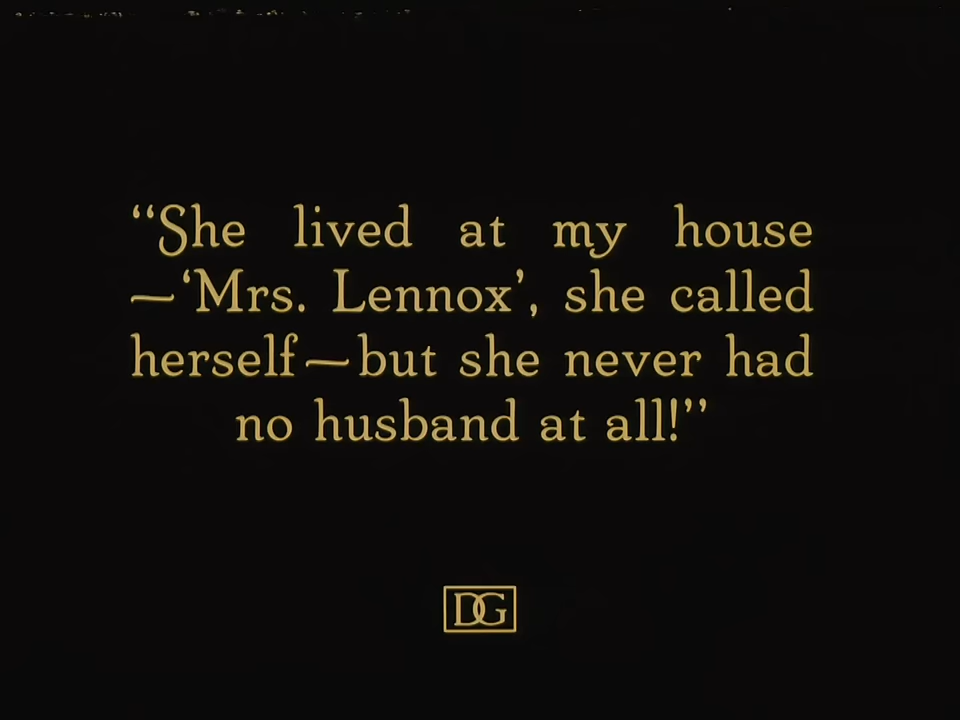 “She lived at my house
—‘Mrs. Lennox’, she called
herself—but she never had
no husband at all!”
DG